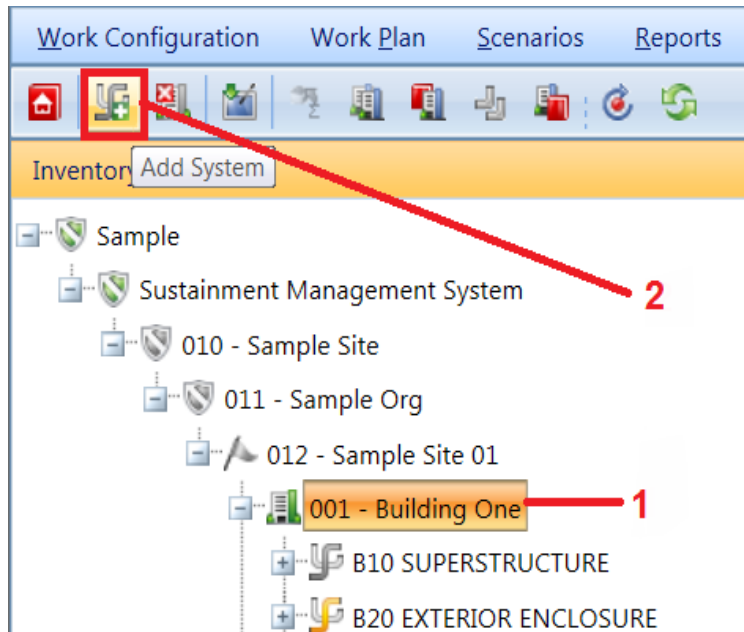 Work Configuration Work Plan Scenarios Reports
Inventory Add System
Sample
Sustainment Management System
2
010 - Sample Site
011 - Sample Org
012 - Sample Site 01
001 - Building One 1
B10 SUPERSTRUCTURE
B20 EXTERIOR ENCLOSURE